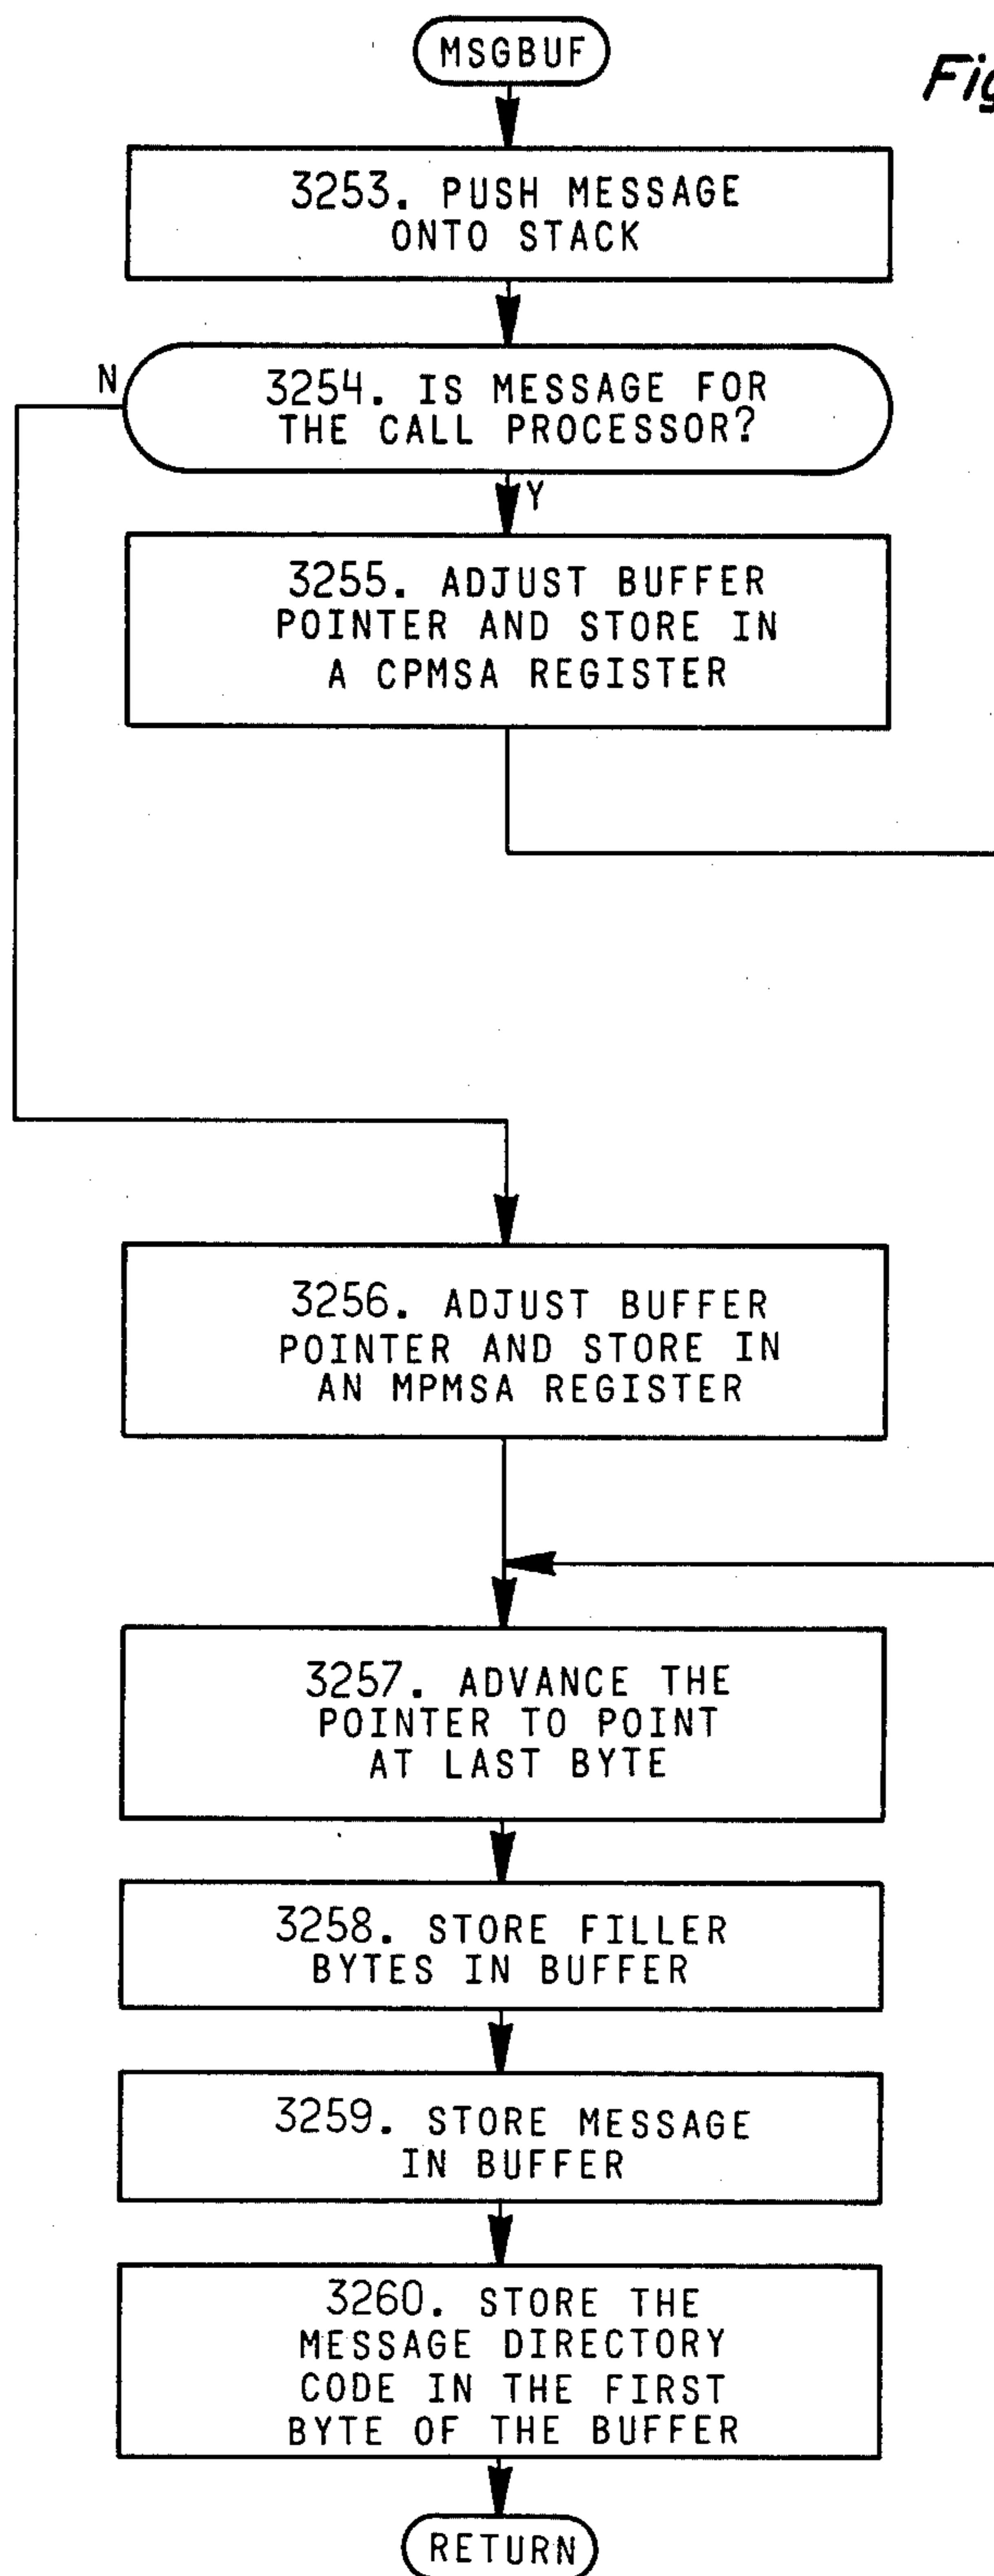 MSGBUF
Fig
3253. PUSH MESSAGE
ONTO STACK
N
3254. IS MESSAGE FOR
THE CALL PROCESSOR?
Y
3255. ADJUST BUFFER
POINTER AND STORE IN
A CPMSA REGISTER
3256. ADJUST BUFFER
POINTER AND STORE IN
AN MPMSA REGISTER
3257. ADVANCE THE
POINTER TO POINT
AT LAST BYTE
3258. STORE FILLER
BYTES IN BUFFER
3259. STORE MESSAGE
IN BUFFER
3260. STORE THE
MESSAGE DIRECTORY
CODE IN THE FIRST
BYTE OF THE BUFFER
RETURN